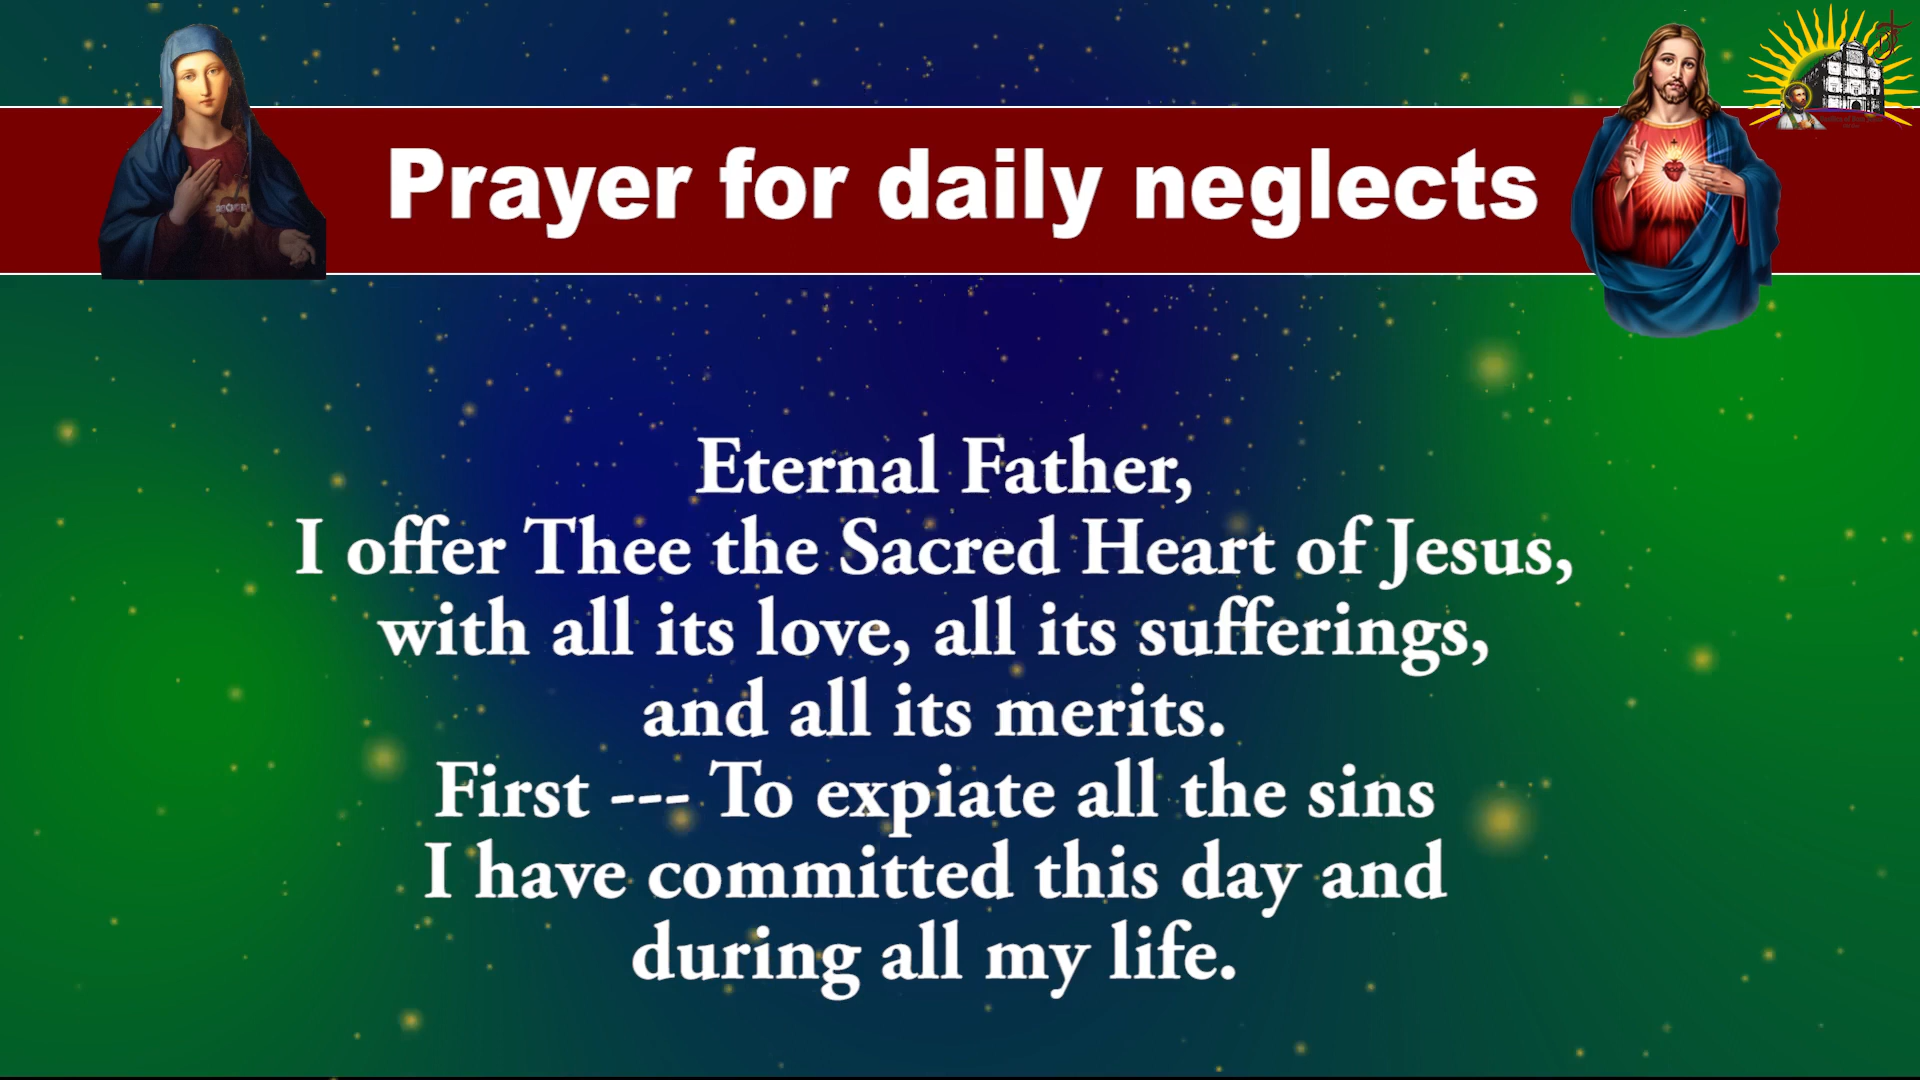 Prayer for daily neglects
Eternal Father,
I offer Thee the Sacred Heart of Jesus,
with all its love, all its sufferings,
and all its merits.
First --- To expiate all the sins
I have committed this day and
during all my life.